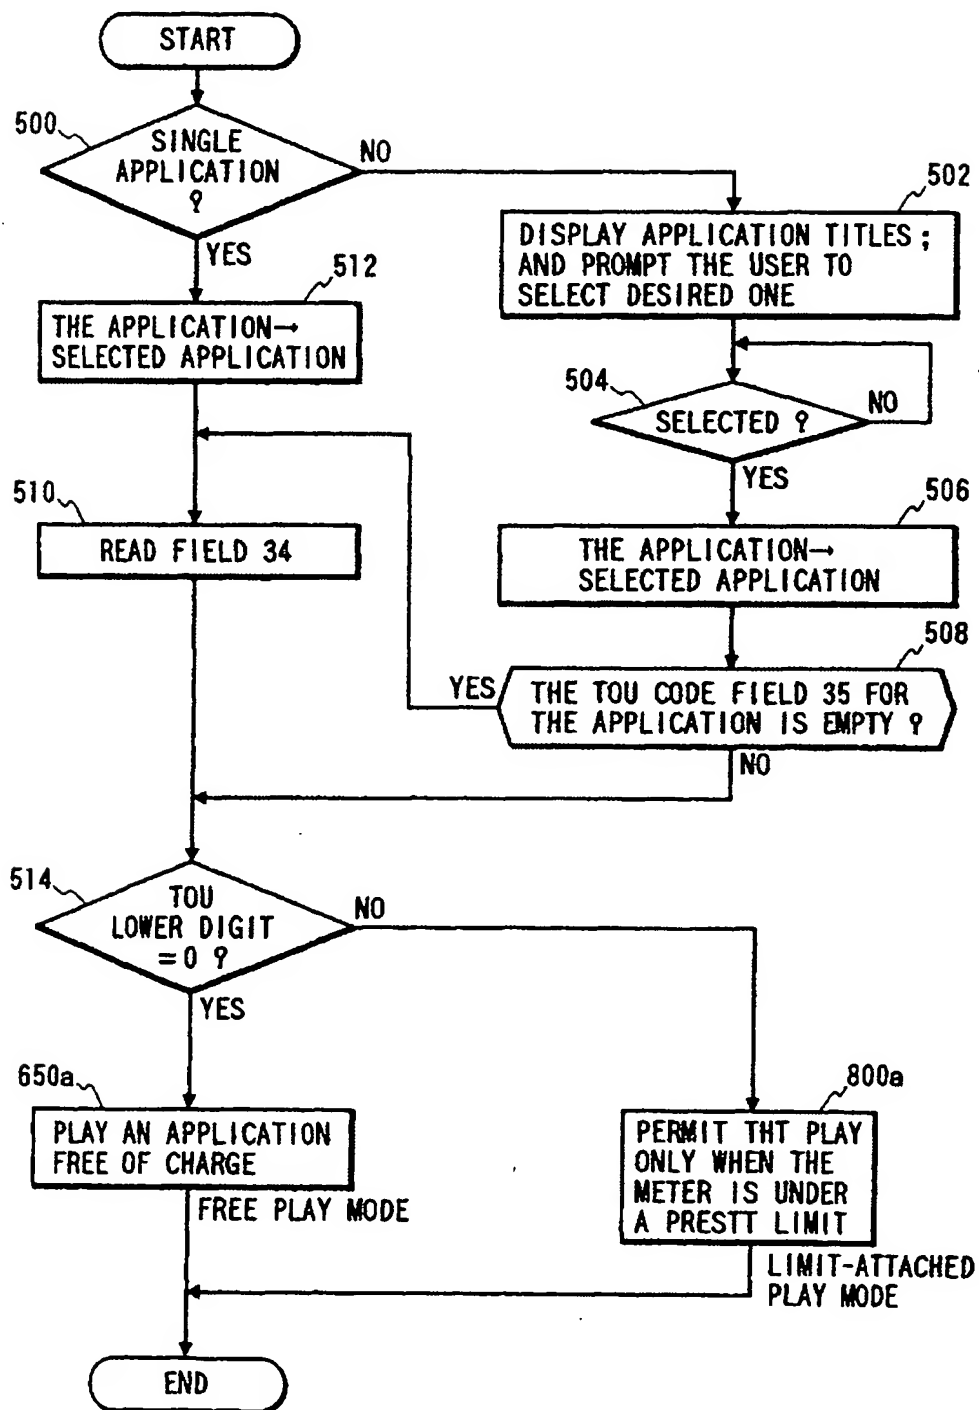 START
500
SINGLE
APPLICATION
?
NO
YES
502
DISPLAY APPLICATION TITLES;
AND PROMPT THE USER TO
SELECT DESIRED ONE
512
THE APPLICATION→
SELECTED APPLICATION
504
SELECTED ?
NO
YES
510
READ FIELD 34
506
THE APPLICATION→
SELECTED APPLICATION
508
YES
THE TOU CODE FIELD 35 FOR
THE APPLICATION IS EMPTY ?
NO
514
TOU
LOWER DIGIT
=0 ?
NO
YES
650a
PLAY AN APPLICATION
FREE OF CHARGE
FREE PLAY MODE
800a
PERMIT THT PLAY
ONLY WHEN THE
METER IS UNDER
A PRESTT LIMIT
LIMIT-ATTACHED
PLAY MODE
END